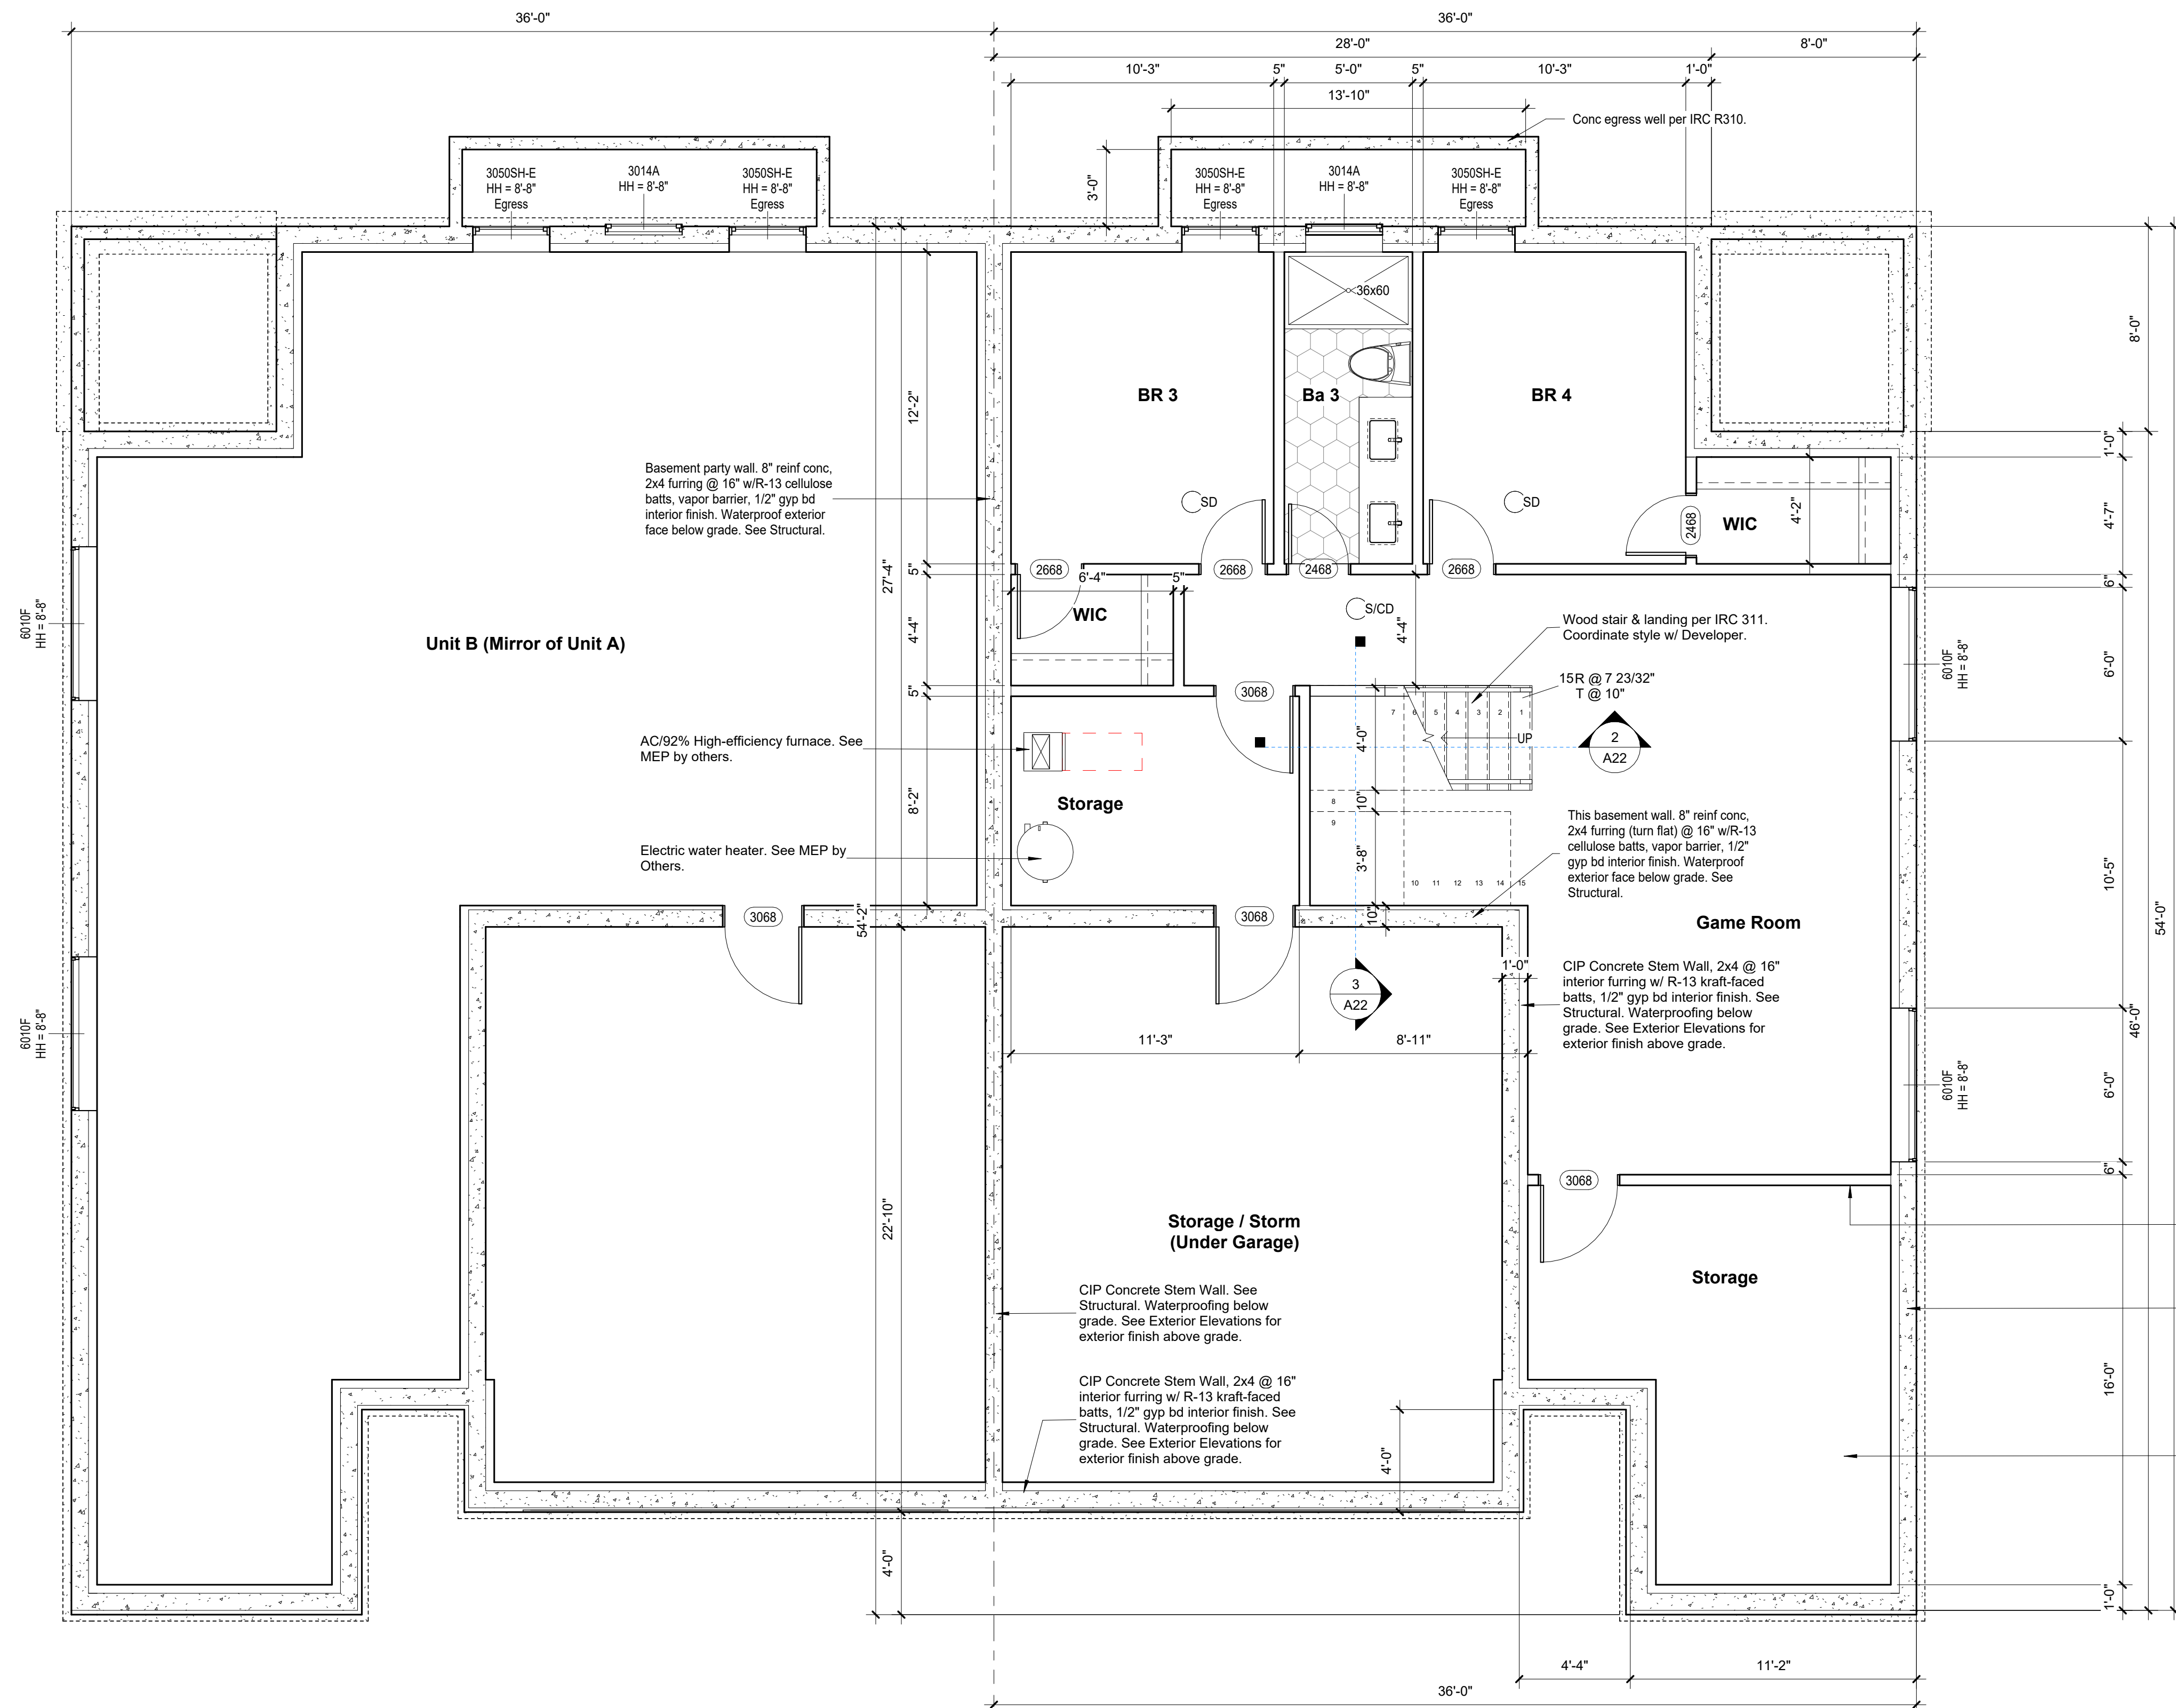 36'-0"
36'-0"
28'-0"
8'-0"
10'-3"
5"
5'-0"
5"
10'-3"
1'-0"
13'-10"
Conc egress well per IRC R310.
3050SH-E
HH = 8'-8"
Egress
3014A
HH = 8'-8"
3050SH-E
HH = 8'-8"
Egress
3'-0"
3050SH-E
HH = 8'-8"
Egress
3014A
HH = 8'-8"
3050SH-E
HH = 8'-8"
Egress
36x60
8'-0"
12'-2"
BR 3
Ba 3
BR 4
1'-0"
Basement party wall. 8" reinf conc,
2x4 furring @ 16" w/R-13 cellulose
batts, vapor barrier, 1/2" gyp bd
interior finish. Waterproof exterior
face below grade. See Structural.
SD
SD
2468
WIC
4'-2"
4'-7"
27'-4"
5"
2668
2668
2468
2668
6'-4"
5"
6"
6010F
HH = 8'-8"
Unit B (Mirror of Unit A)
4'-4"
WIC
S/CD
4'-4"
Wood stair & landing per IRC 311.
Coordinate style w/ Developer.
6010F
HH = 8'-8"
6'-0"
5"
3068
15R @ 7 23/32"
T @ 10"
7
6
5
4
3
2
1
UP
4'-0"
2
A22
AC/92% High-efficiency furnace. See
MEP by others.
8'-2"
Storage
8
9
10"
3'-8"
Electric water heater. See MEP by
Others.
10
11
12
13
14
15
This basement wall. 8" reinf conc,
2x4 furring (turn flat) @ 16" w/R-13
cellulose batts, vapor barrier, 1/2"
gyp bd interior finish. Waterproof
exterior face below grade. See
Structural.
10'-5"
54'-0"
3068
54'-2"
3068
10"
Game Room
1'-0"
CIP Concrete Stem Wall, 2x4 @ 16"
interior furring w/ R-13 kraft-faced
batts, 1/2" gyp bd interior finish. See
Structural. Waterproofing below
grade. See Exterior Elevations for
exterior finish above grade.
3
A22
6010F
HH = 8'-8"
11'-3"
8'-11"
46'-0"
6010F
HH = 8'-8"
6'-0"
3068
6"
22'-10"
Storage / Storm
(Under Garage)
Storage
CIP Concrete Stem Wall. See
Structural. Waterproofing below
grade. See Exterior Elevations for
exterior finish above grade.
CIP Concrete Stem Wall, 2x4 @ 16"
interior furring w/ R-13 kraft-faced
batts, 1/2" gyp bd interior finish. See
Structural. Waterproofing below
grade. See Exterior Elevations for
exterior finish above grade.
16'-0"
4'-0"
4'-0"
1'-0"
4'-4"
11'-2"
36'-0"